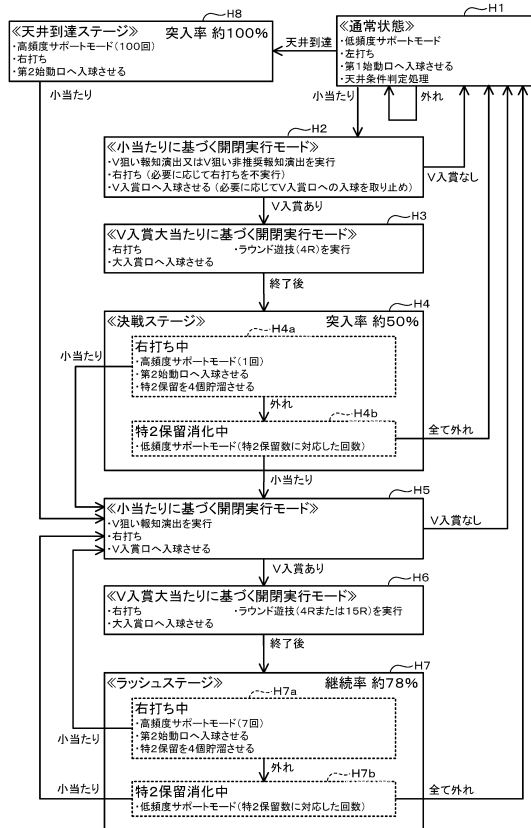 H8
≪天井到達ステージ≫ 突入率 約100%
・高頻度サポートモード(100回)
・右打ち
・第2始動口へ入球させる
H1
≪通常状態≫
・低頻度サポートモード
・左打ち
・第1始動口へ入球させる
・天井条件判定処理
天井到達
小当たり
小当たり
外れ
H2
≪小当たりに基づく開閉実行モード≫
・V狙い報知演出又はV狙い非推奨報知演出を実行
・右打ち(必要に応じて右打ちを不実行)
・V入賞口へ入球させる(必要に応じてV入賞口への入球を取り止め)
V入賞なし
V入賞あり
H3
≪V入賞大当たりに基づく開閉実行モード≫
・右打ち ・ラウンド遊技(4R)を実行
・大入賞口へ入球させる
終了後
H4
≪決戦ステージ≫ 突入率 約50%
H4a
小当たり
右打ち中
・高頻度サポートモード(1回)
・第2始動口へ入球させる
・特2保留を4個貯溜させる
外れ
H4b
特2保留消化中
・低頻度サポートモード(特2保留数に対応した回数)
全て外れ
小当たり
H5
≪小当たりに基づく開閉実行モード≫
・V狙い報知演出を実行
・右打ち
・V入賞口へ入球させる
V入賞なし
V入賞あり
H6
≪V入賞大当たりに基づく開閉実行モード≫
・右打ち ・ラウンド遊技(4Rまたは15R)を実行
・大入賞口へ入球させる
終了後
H7
≪ラッシュステージ≫ 継続率 約78%
H7a
右打ち中
・高頻度サポートモード(7回)
・第2始動口へ入球させる
・特2保留を4個貯溜させる
小当たり
外れ
H7b
小当たり
特2保留消化中
・低頻度サポートモード(特2保留数に対応した回数)
全て外れ